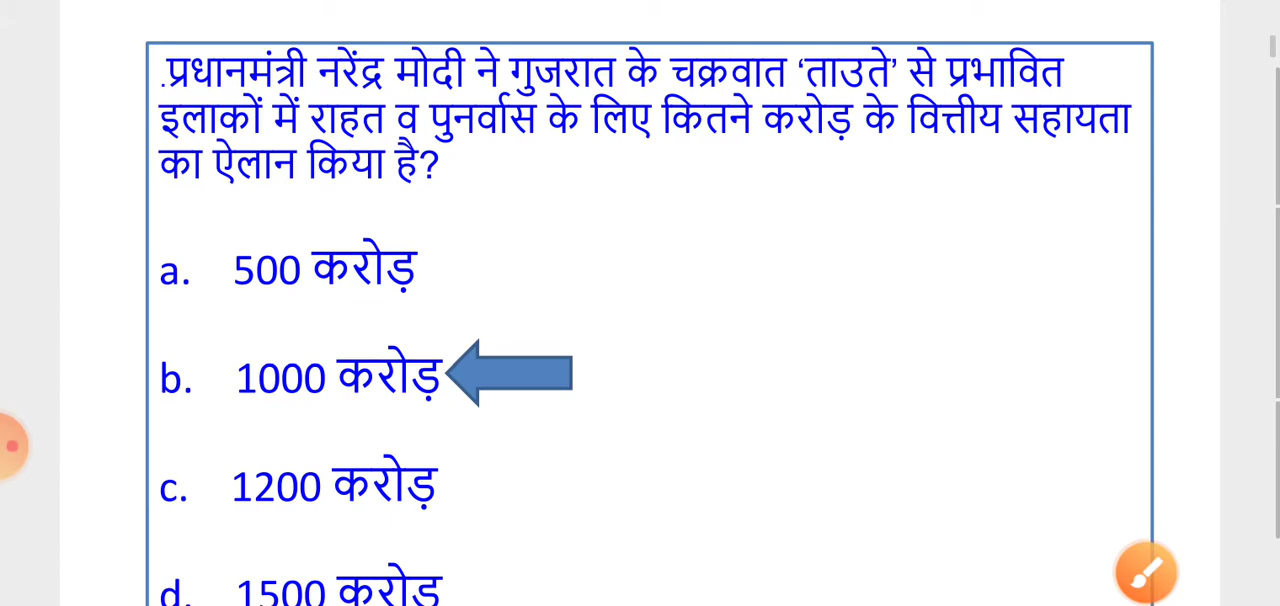 .प्रधानमंत्री नरेंद्र मोदी ने गुजरात के चक्रवात ‘ताउते’ से प्रभावित
इलाकों में राहत व पुनर्वास के लिए कितने करोड़ के वित्तीय सहायता
का ऐलान किया है?
a. 500 करोड़
b. 1000 करोड़
c. 1200 करोड़
d. 1500 करोड़